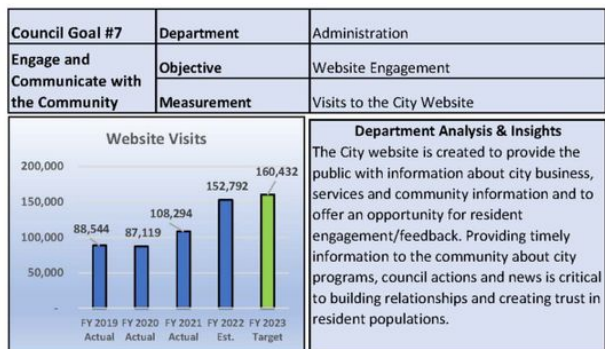 Council Goal #7
Department
Administration
Engage and
Communicate with
the Community
Objective
Website Engagement
Measurement
Visits to the City Website
Website Visits
200,000
150,000
100,000
50,000
-
88,544
87,119
108,294
152,792
160,432
FY 2019 FY 2020 FY 2021 FY 2022 FY 2023
Actual Actual Actual Est. Target
Department Analysis & Insights
The City website is created to provide the
public with information about city business,
services and community information and to
offer an opportunity for resident
engagement/feedback. Providing timely
information to the community about city
programs, council actions and news is critical
to building relationships and creating trust in
resident populations.